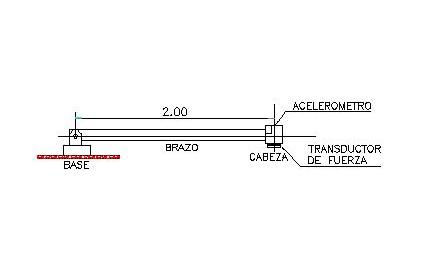 2.00
ACELEROMETRO
BRAZO
CABEZA
TRANSDUCTOR
DE FUERZA
BASE